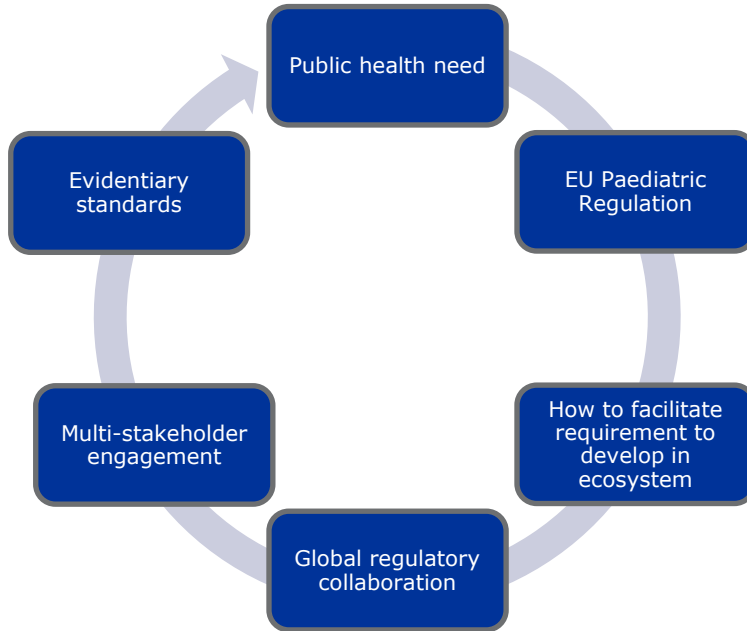 Public health need
EU Paediatric
Regulation
How to facilitate
requirement to
develop in
ecosystem
Global regulatory
collaboration
Multi-stakeholder
engagement
Evidentiary
standards